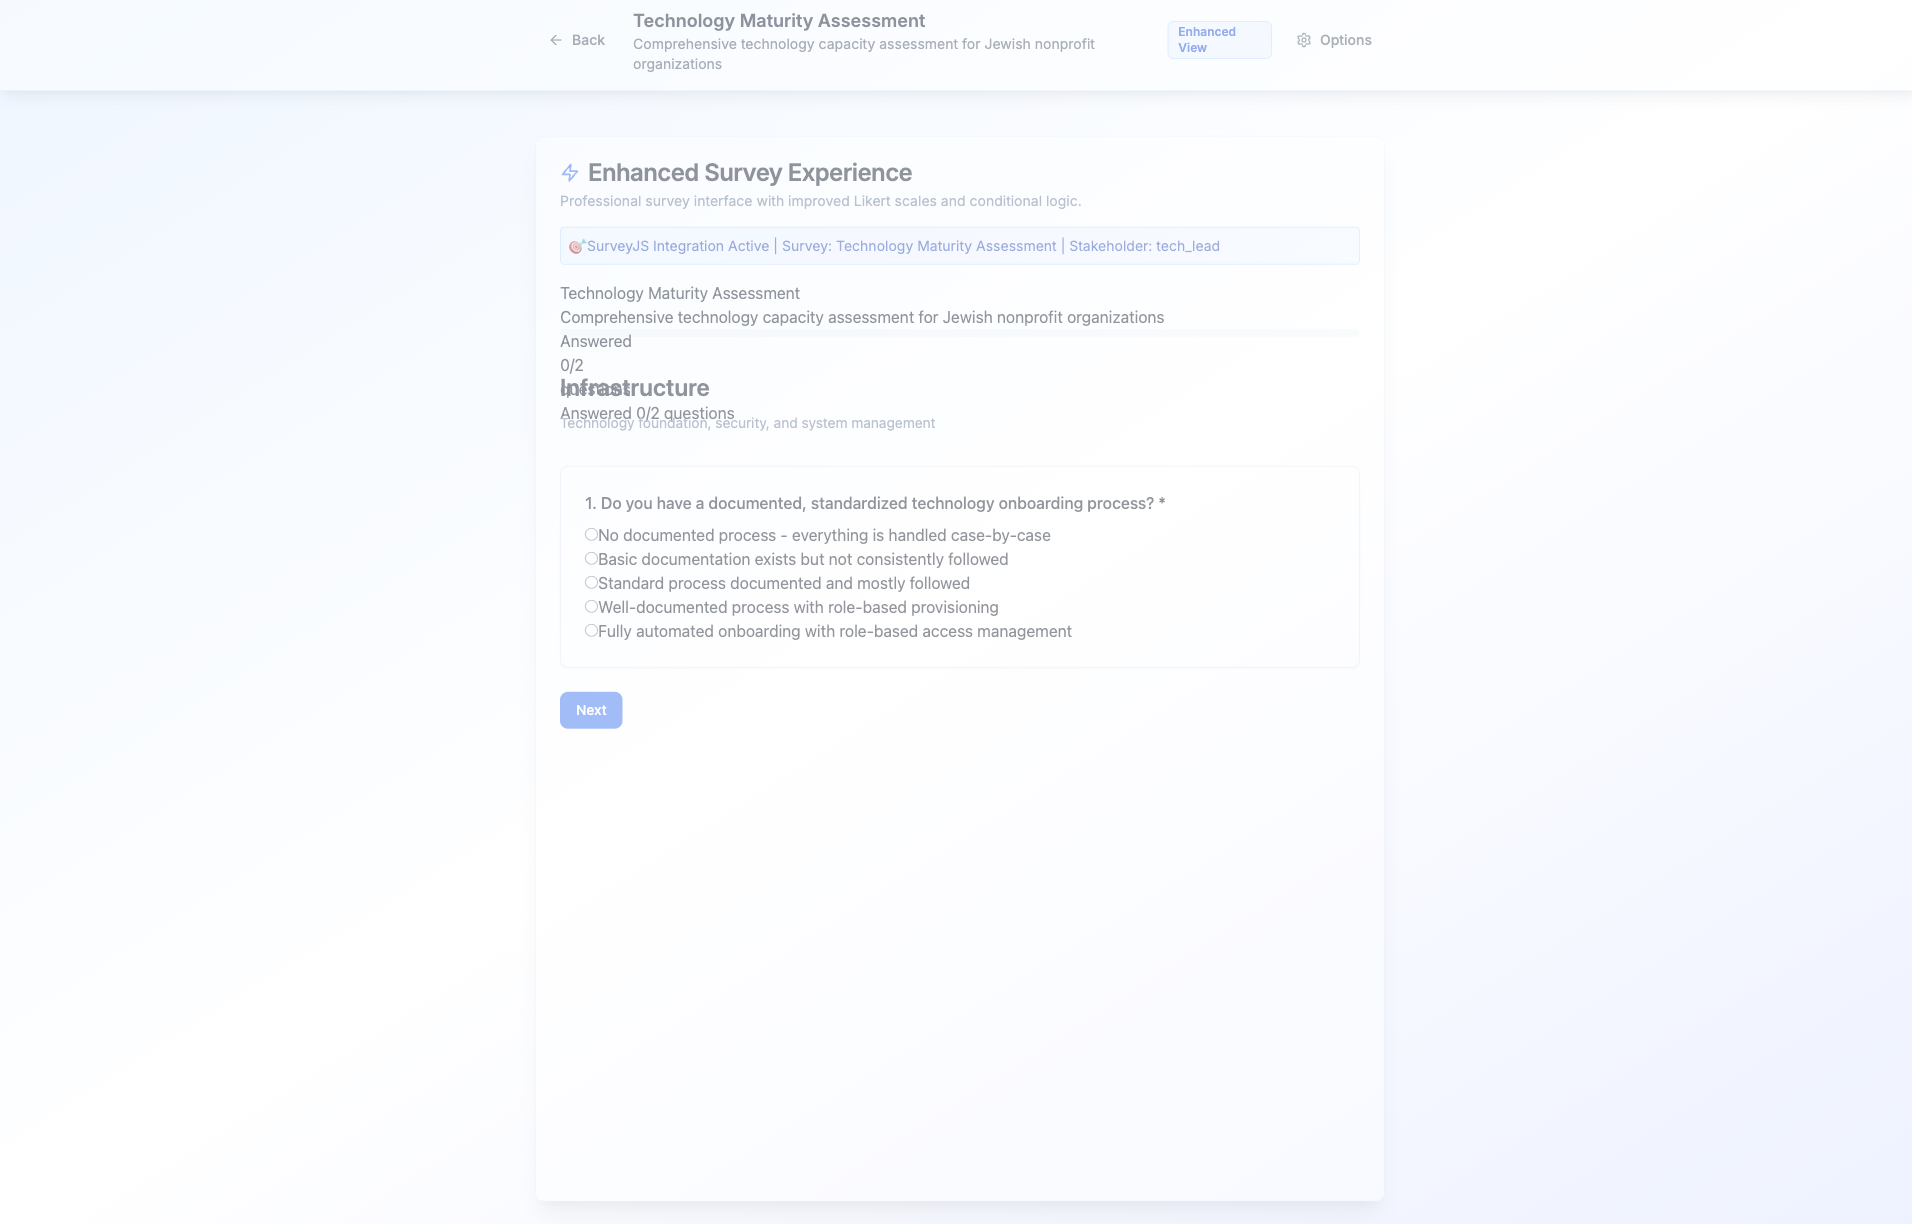 Back
Technology Maturity Assessment
Comprehensive technology capacity assessment for Jewish nonprofit
organizations
Enhanced
View
Options
Enhanced Survey Experience
Professional survey interface with improved Likert scales and conditional logic.
🎯SurveyJS Integration Active | Survey: Technology Maturity Assessment | Stakeholder: tech_lead
Technology Maturity Assessment
Comprehensive technology capacity assessment for Jewish nonprofit organizations
Answered
0/2
questions
Infrastructure
Answered 0/2 questions
Technology foundation, security, and system management
1. Do you have a documented, standardized technology onboarding process? *
No documented process - everything is handled case-by-case
Basic documentation exists but not consistently followed
Standard process documented and mostly followed
Well-documented process with role-based provisioning
Fully automated onboarding with role-based access management
Next